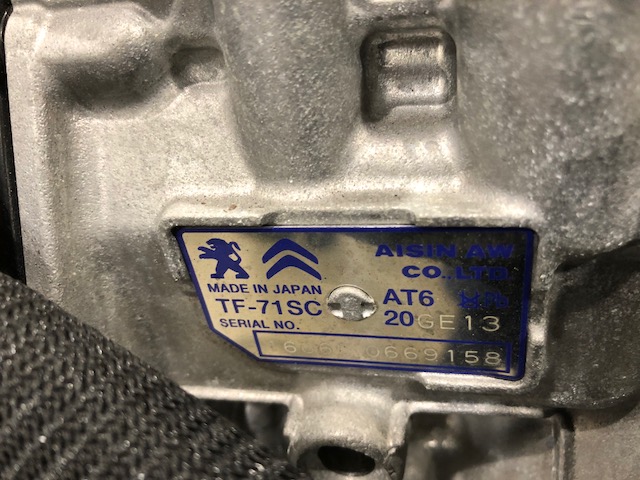 AISIN AW
CO.,LTD
MADE IN JAPAN
TF-71SC AT6
SERIAL NO. 20GE13
0669158